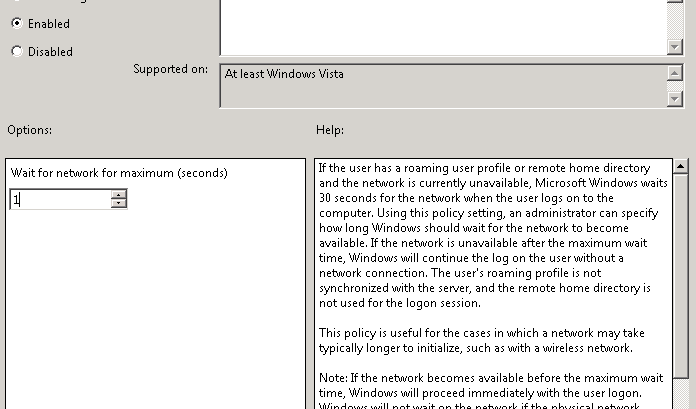 Enabled
Disabled
Supported on:
At least Windows Vista
Options:
Help:
Wait for network for maximum (seconds)
1
If the user has a roaming user profile or remote home directory
and the network is currently unavailable, Microsoft Windows waits
30 seconds for the network when the user logs on to the
computer. Using this policy setting, an administrator can specify
how long Windows should wait for the network to become
available. If the network is unavailable after the maximum wait
time, Windows will continue the log on the user without a
network connection. The user's roaming profile is not
synchronized with the server, and the remote home directory is
not used for the logon session.
This policy is useful for the cases in which a network may take
typically longer to initialize, such as with a wireless network.
Note: If the network becomes available before the maximum wait
time, Windows will proceed immediately with the user logon.
Windows will not wait on the network if the physical network